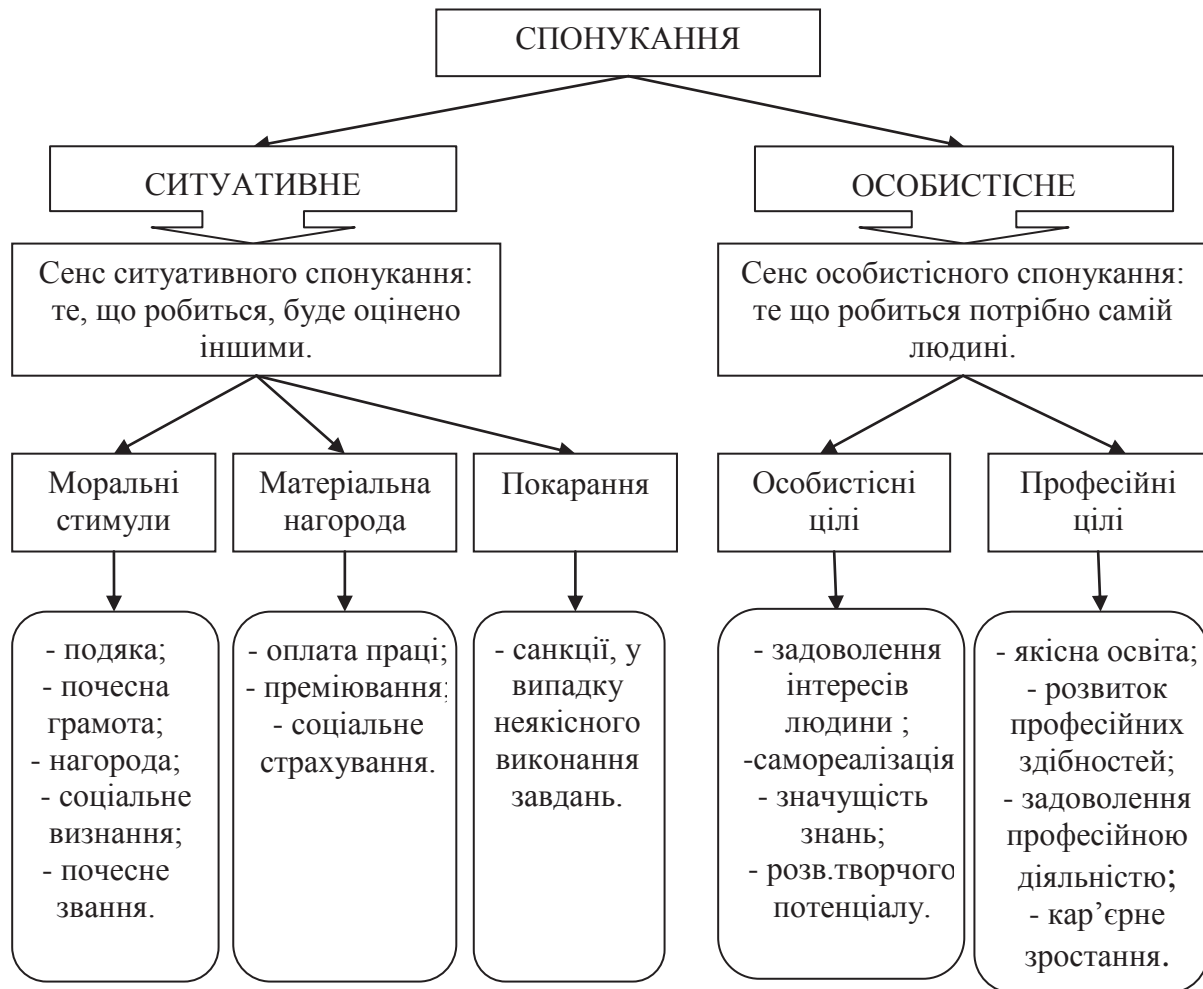 СПОНУКАННЯ
СИТУАТИВНЕ
ОСОБИСТІСНЕ
Сенс ситуативного спонукання:
те, що робиться, буде оцінено
іншими.
Сенс особистісного спонукання:
те що робиться потрібно самій
людині.
Моральні
стимули
Матеріальна
нагорода
Покарання
Особистісні
цілі
Професійні
цілі
- подяка;
- почесна
грамота;
- нагорода;
- соціальне
визнання;
- почесне
звання.
- оплата праці;
- преміювання;
- соціальне
страхування.
- санкції, у
випадку
неякісного
виконання
завдань.
- задоволення
інтересів
людини ;
-самореалізація
- значущість
знань;
- розв.творчого
потенціалу.
- якісна освіта;
- розвиток
професійних
здібностей;
- задоволення
професійною
діяльністю;
- кар’єрне
зростання.